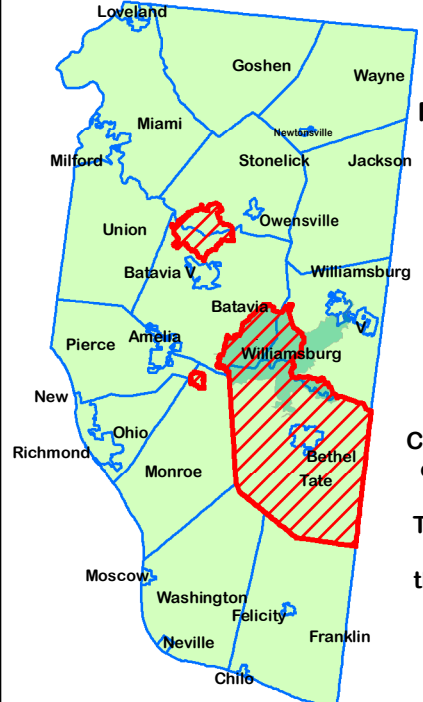 Loveland
Goshen
Wayne
Miami
Newtonsville
Milford
Stonelick
Jackson
Union
Owensville
Batavia V
Williamsburg
Batavia
V
Pierce
Amelia
Williamsburg
New
Richmond
Ohio
Monroe
Bethel
Tate
C
T
Moscow
Washington
Felicity
Franklin
Neville
Chilo